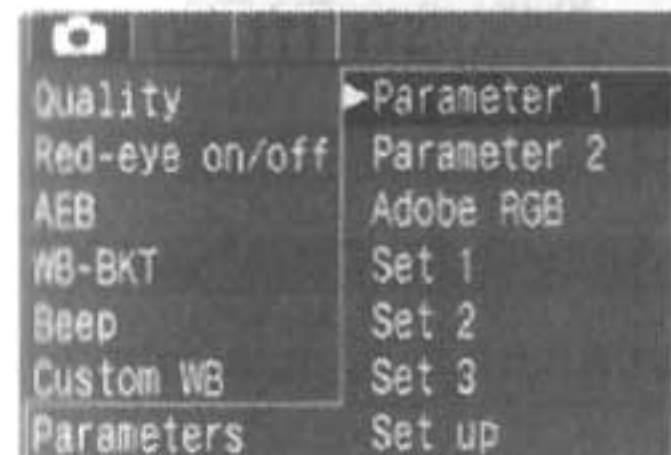 Quality
Red-eye on/off
AEB
WB-BKT
Beep
Custom WB
Parameters
Parameter 1
Parameter 2
Adobe RGB
Set 1
Set 2
Set 3
Set up